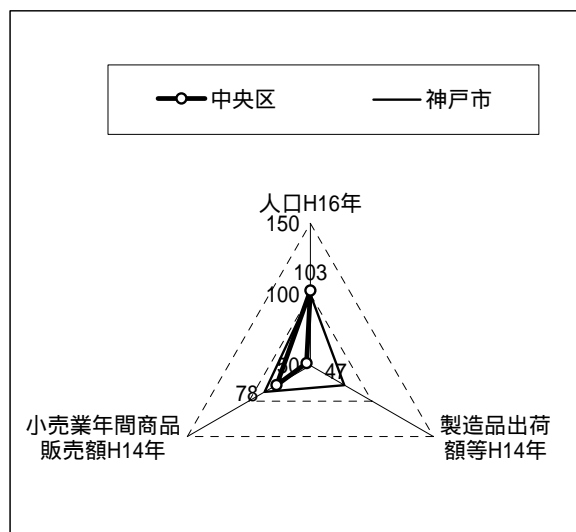 中央区 神戸市
人口H16年
150
103
100
50
47
78
小売業年間商品
販売額H14年
製造品出荷
額等H14年